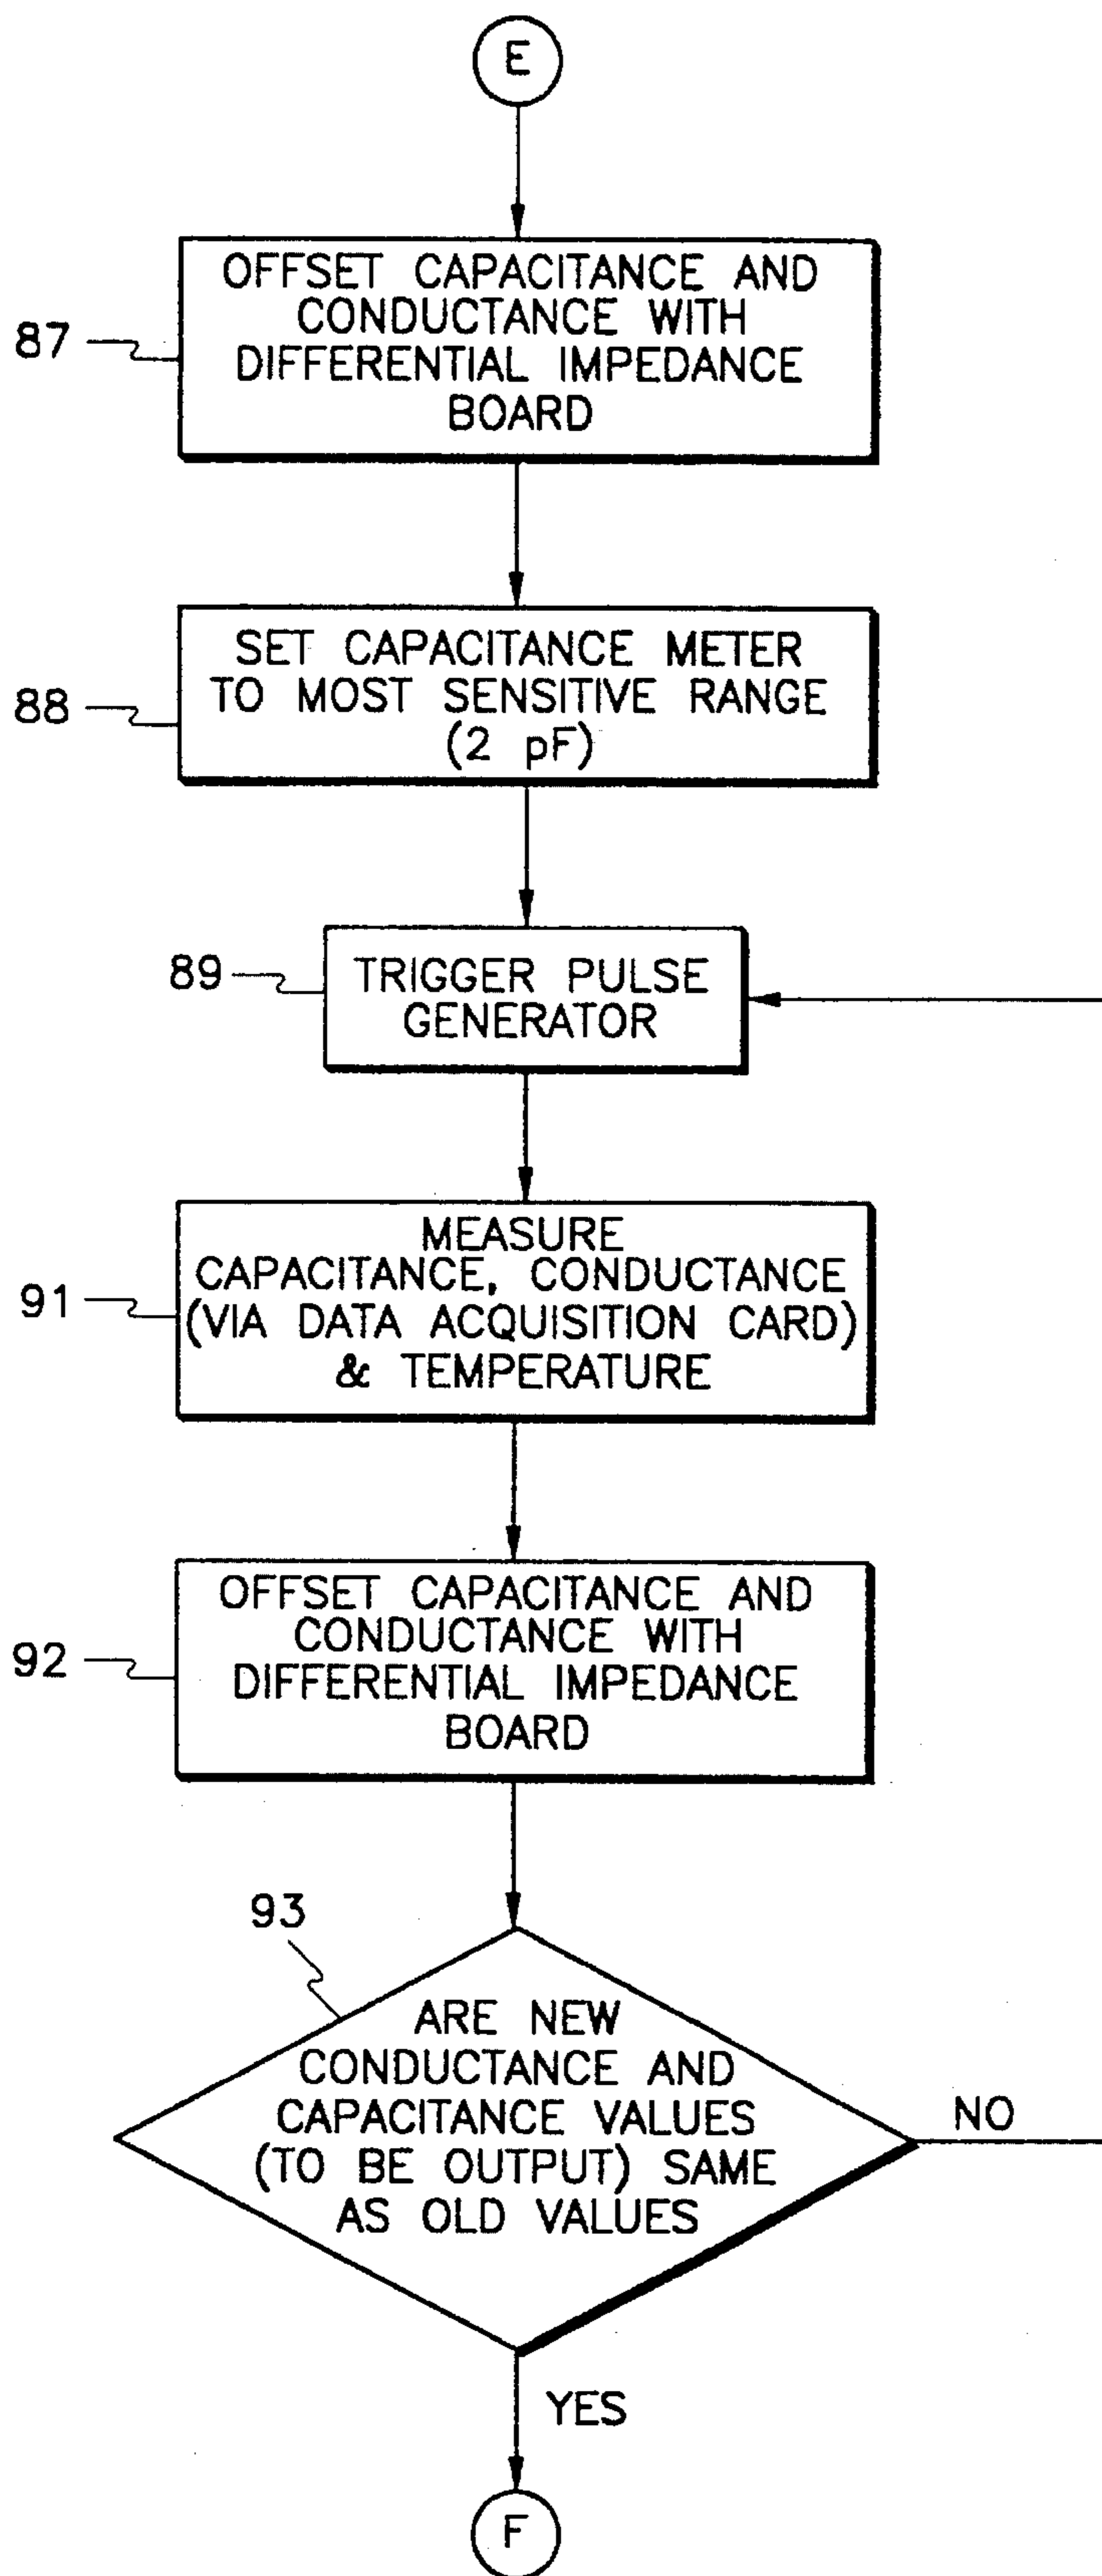 E
87
OFFSET CAPACITANCE AND
CONDUCTANCE WITH
DIFFERENTIAL IMPEDANCE
BOARD
88
SET CAPACITANCE METER
TO MOST SENSITIVE RANGE
(2 pF)
89
TRIGGER PULSE
GENERATOR
91
MEASURE
CAPACITANCE, CONDUCTANCE
(VIA DATA ACQUISITION CARD)
& TEMPERATURE
92
OFFSET CAPACITANCE AND
CONDUCTANCE WITH
DIFFERENTIAL IMPEDANCE
BOARD
93
ARE NEW
CONDUCTANCE AND
CAPACITANCE VALUES
(TO BE OUTPUT) SAME
AS OLD VALUES
NO
YES
F